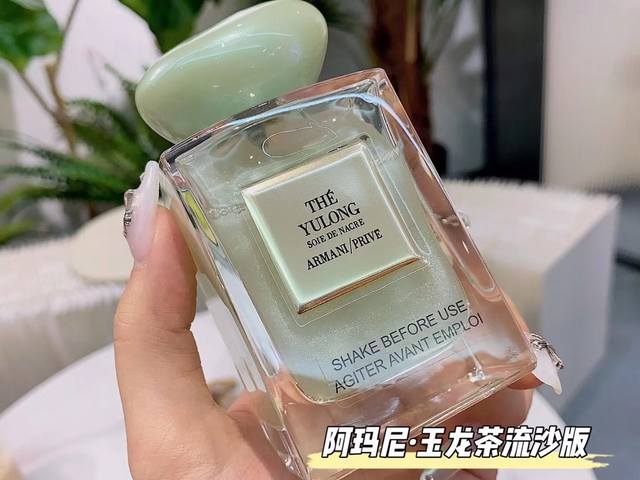 THÉ
YULONG
SOIE DE NACRE
ARMANI/PRIVÉ
SHAKE BEFORE USE
AGITER AVANT EMPLOI
阿玛尼·玉龙茶流沙版